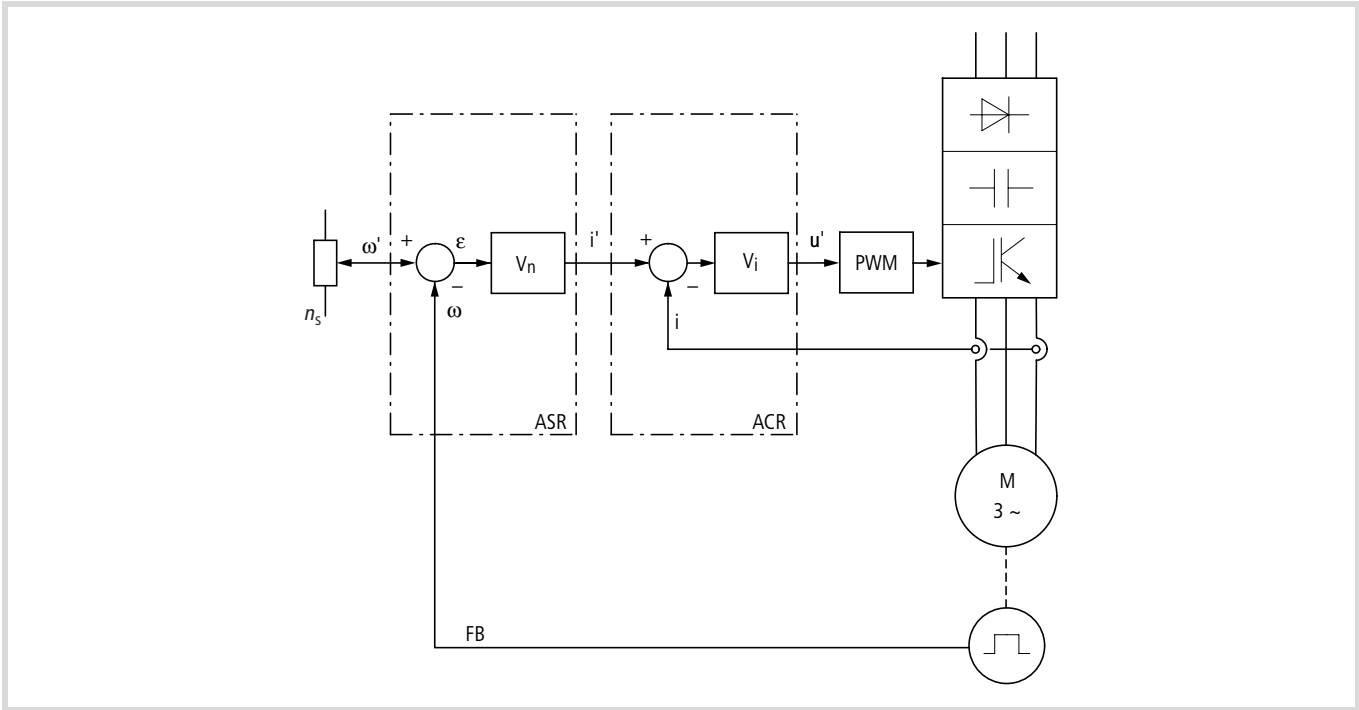 ω'
+
ε
Vn
i'
+
Vi
u'
PWM
ns
−
ω
−
i
ASR
ACR
M
3 ~
FB